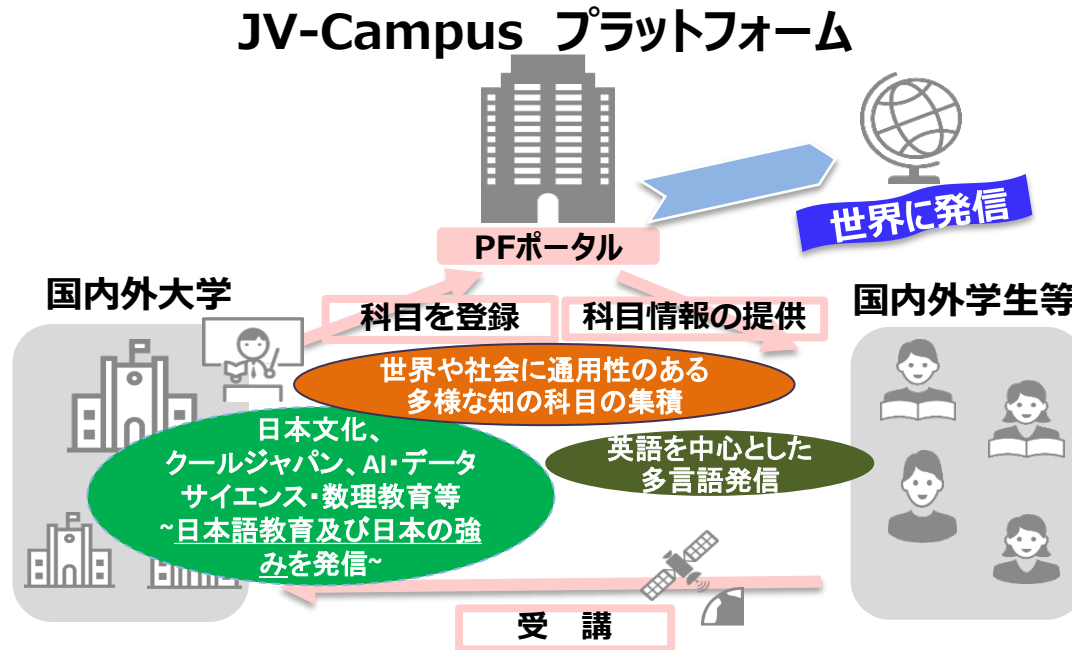 JV-Campus プラットフォーム
世界に発信
PFポータル
国内外大学
国内外学生等
科目を登録
科目情報の提供
世界や社会に通用性のある
多様な知の科目の集積
日本文化、
クールジャパン、AI・データ
サイエンス・数理教育等
~日本語教育及び日本の強
みを発信~
英語を中心とした
多言語発信
受　講